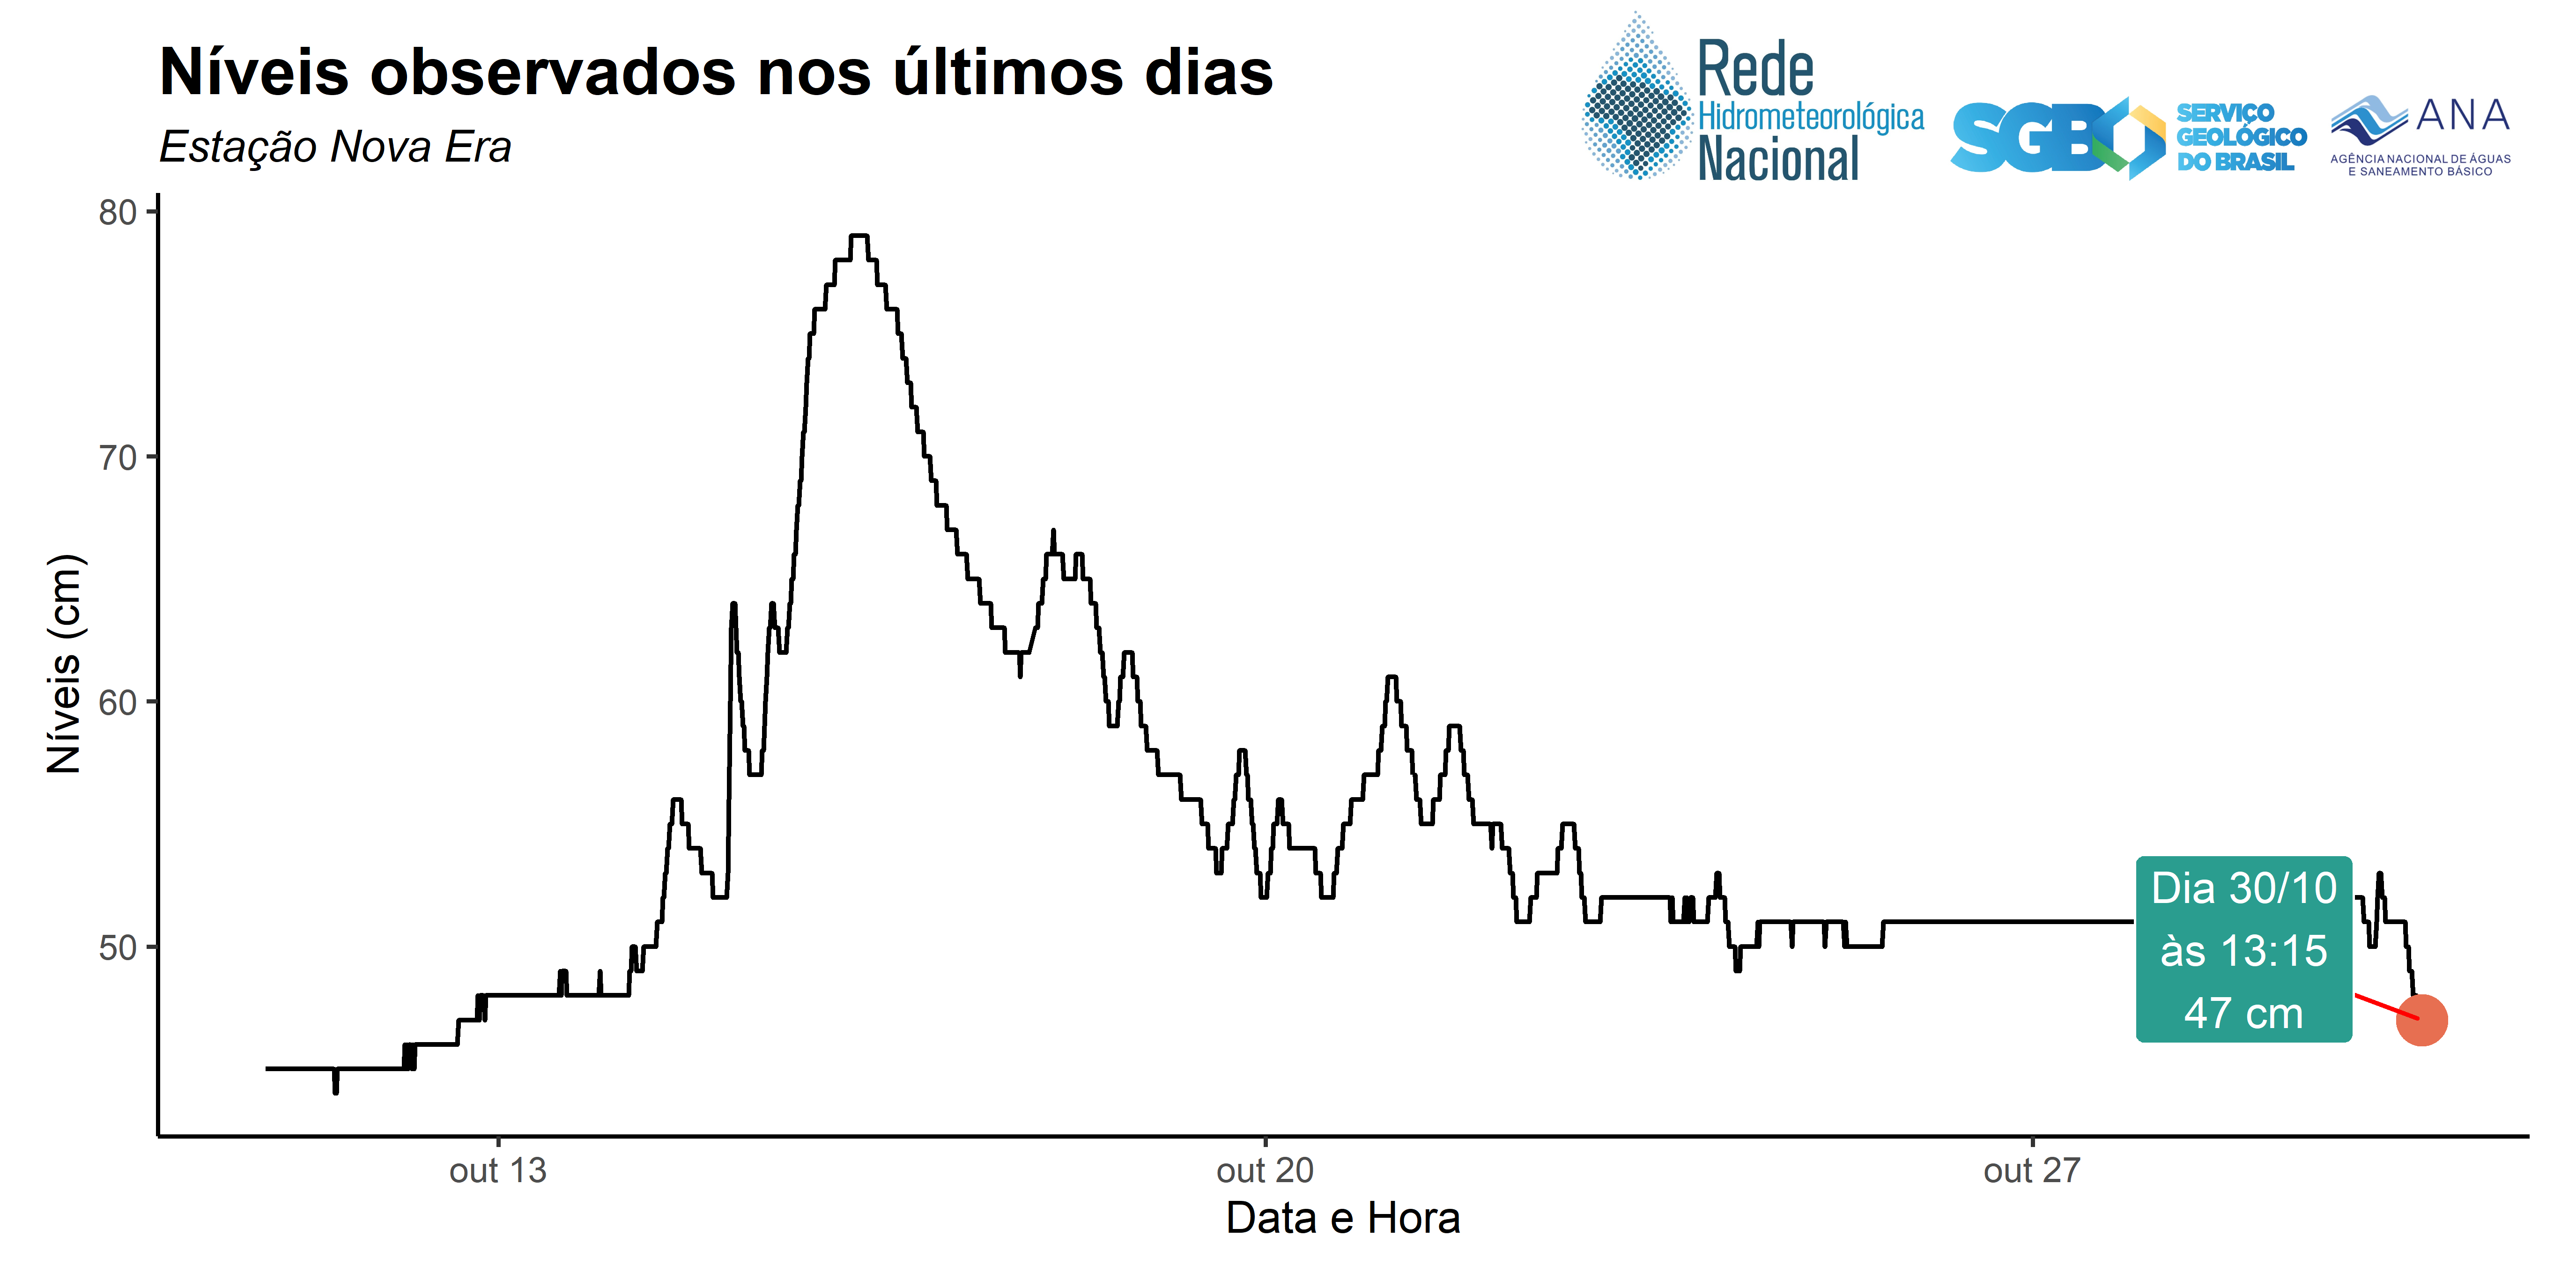 Níveis observados nos últimos dias
Estação Nova Era
Rede
Hidrometeorológica
Nacional
SGB
SERVIÇO
GEOLÓGICO
DO BRASIL
ANA
AGÊNCIA NACIONAL DE ÁGUAS
E SANEAMENTO BÁSICO
80
70
60
50
Níveis (cm)
Dia 30/10
às 13:15
47 cm
out 13
out 20
out 27
Data e Hora